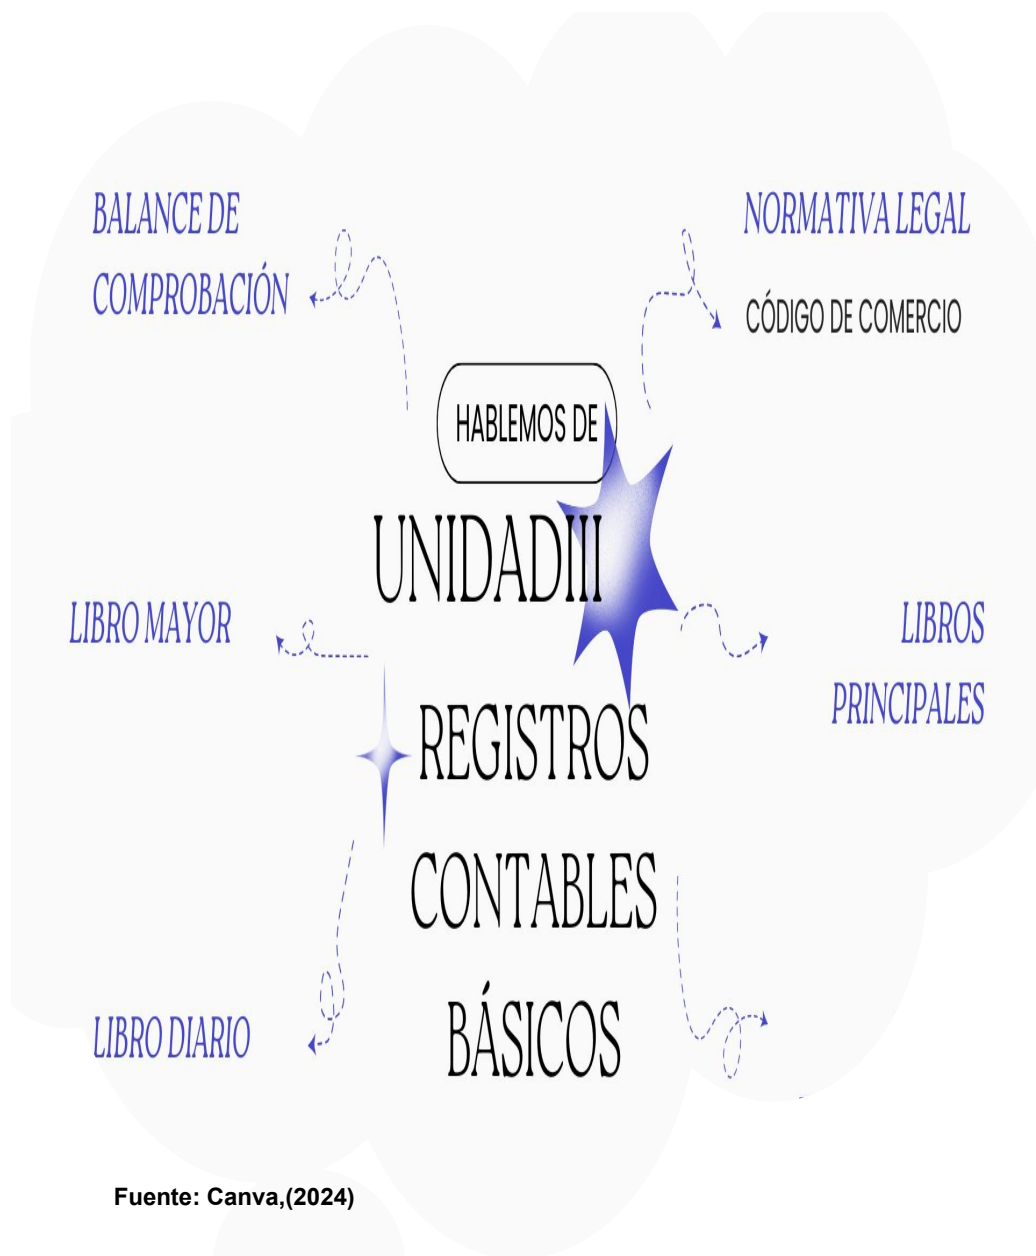 BALANCE DE
COMPROBACIÓN
NORMATIVA LEGAL
CÓDIGO DE COMERCIO
HABLEMOS DE
UNIDADIII
LIBRO MAYOR
LIBROS
PRINCIPALES
REGISTROS
CONTABLES
BÁSICOS
LIBRO DIARIO
Fuente: Canva,(2024)